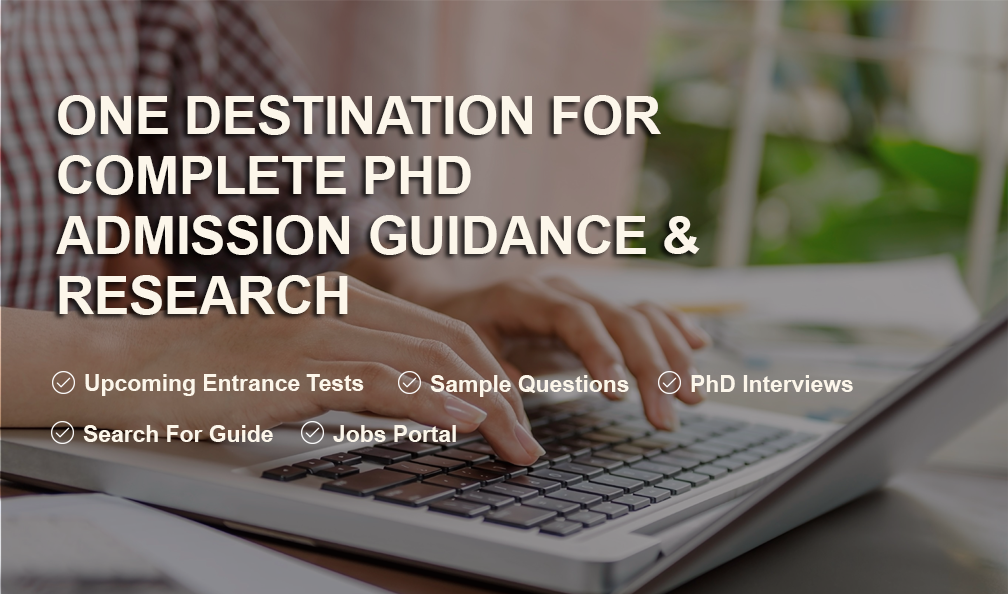 ONE DESTINATION FOR
COMPLETE PHD
ADMISSION GUIDANCE &
RESEARCH
Upcoming Entrance Tests
Sample Questions
PhD Interviews
Search For Guide
Jobs Portal